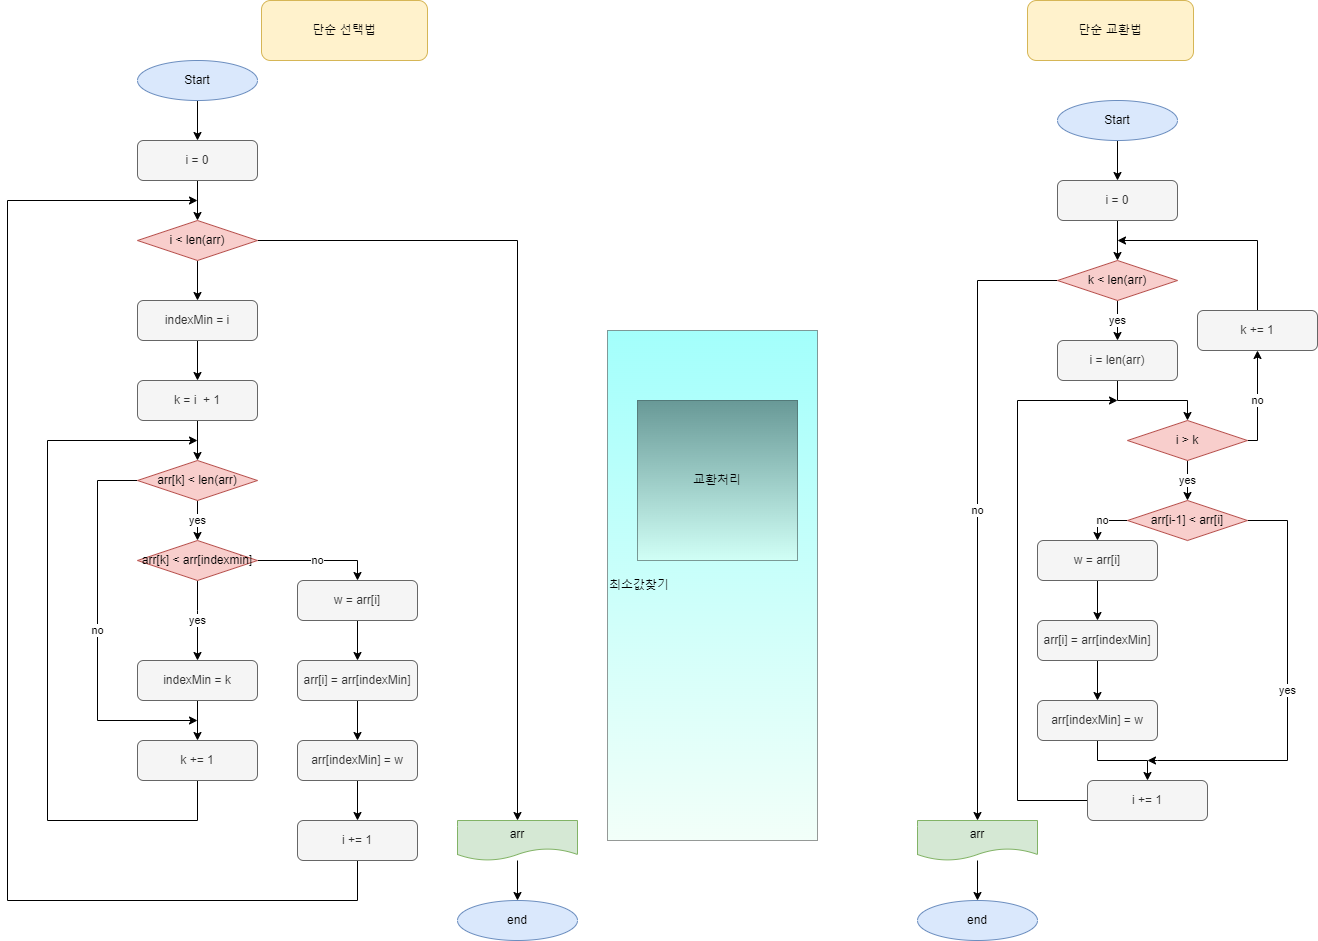 단순 선택법
Start
i = 0
i < len(arr)
indexMin = i
k = i + 1
arr[k] < len(arr)
yes
arr[k] < arr[indexmin]
no
w = arr[i]
yes
no
indexMin = k
arr[i] = arr[indexMin]
k += 1
arr[indexMin] = w
i += 1
arr
end
교환처리
최소값찾기
단순 교환법
Start
i = 0
k < len(arr)
yes
k += 1
i = len(arr)
no
i > k
yes
no
arr[i-1] < arr[i]
no
w = arr[i]
arr[i] = arr[indexMin]
yes
arr[indexMin] = w
i += 1
arr
end